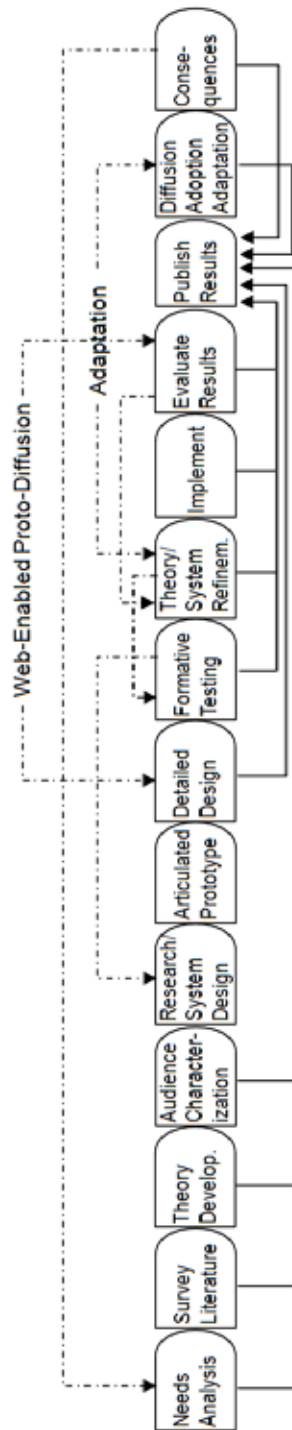 Web-Enabled Proto-Diffusion
Adaptation
Needs
Analysis
Survey
Literature
Theory
Develop.
Audience
Character-
ization
Research/
System
Design
Articulated
Prototype
Detailed
Design
Formative
Testing
Theory/
System
Refinem.
Implement
Evaluate
Results
Publish
Results
Diffusion
Adoption
Adaptation
Conse-
quences